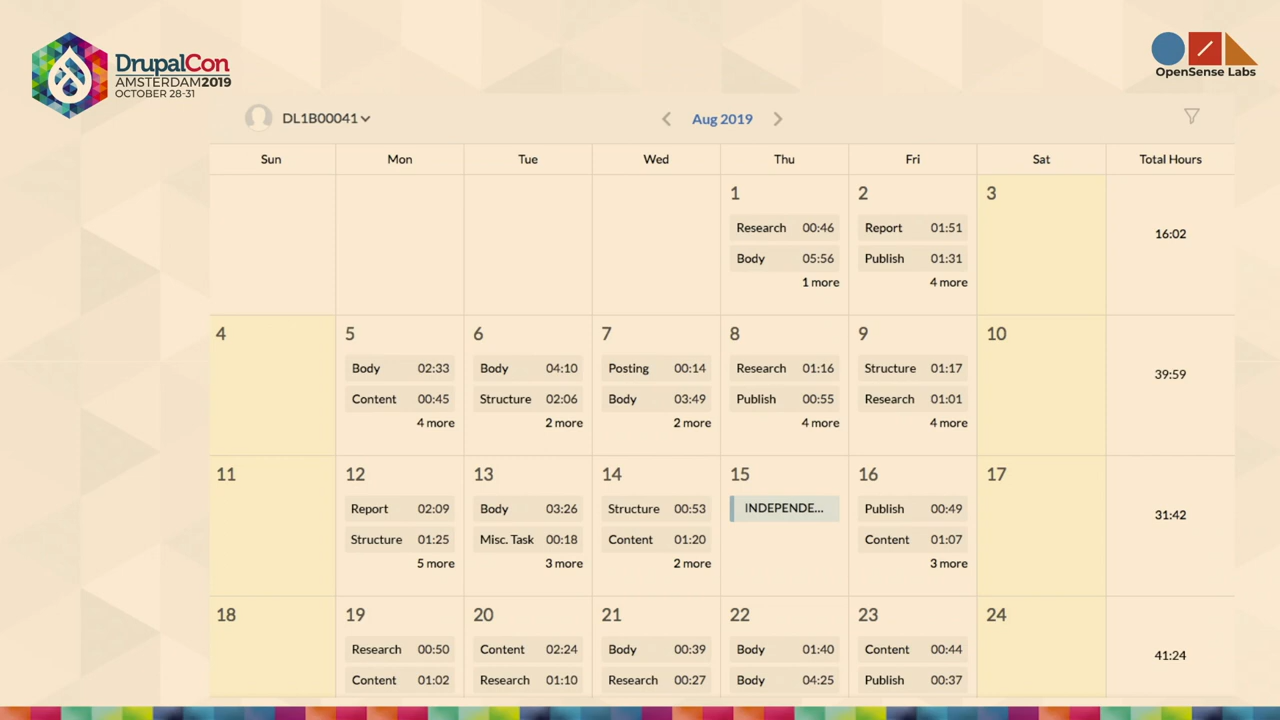 DrupalCon
AMSTERDAM2019
OCTOBER 28-31
OpenSense Labs
DL1B00041
Aug 2019
Sun Mon Tue Wed Thu Fri Sat Total Hours
1 2 3
Research 00:46 Report 01:51
16:02
Body 05:56 Publish 01:31
1 more 4 more
4 5 6 7 8 9 10
Body 02:33 Body 04:10 Posting 00:14 Research 01:16 Structure 01:17
39:59
Content 00:45 Structure 02:06 Body 03:49 Publish 00:55 Research 01:01
4 more 2 more 2 more 4 more 4 more
11 12 13 14 15 16 17
Report 02:09 Body 03:26 Structure 00:53 INDEPENDE... Publish 00:49
31:42
Structure 01:25 Misc. Task 00:18 Content 01:20 Content 01:07
5 more 3 more 2 more 3 more
18 19 20 21 22 23 24
Research 00:50 Content 02:24 Body 00:39 Body 01:40 Content 00:44
41:24
Content 01:02 Research 01:10 Research 00:27 Body 04:25 Publish 00:37